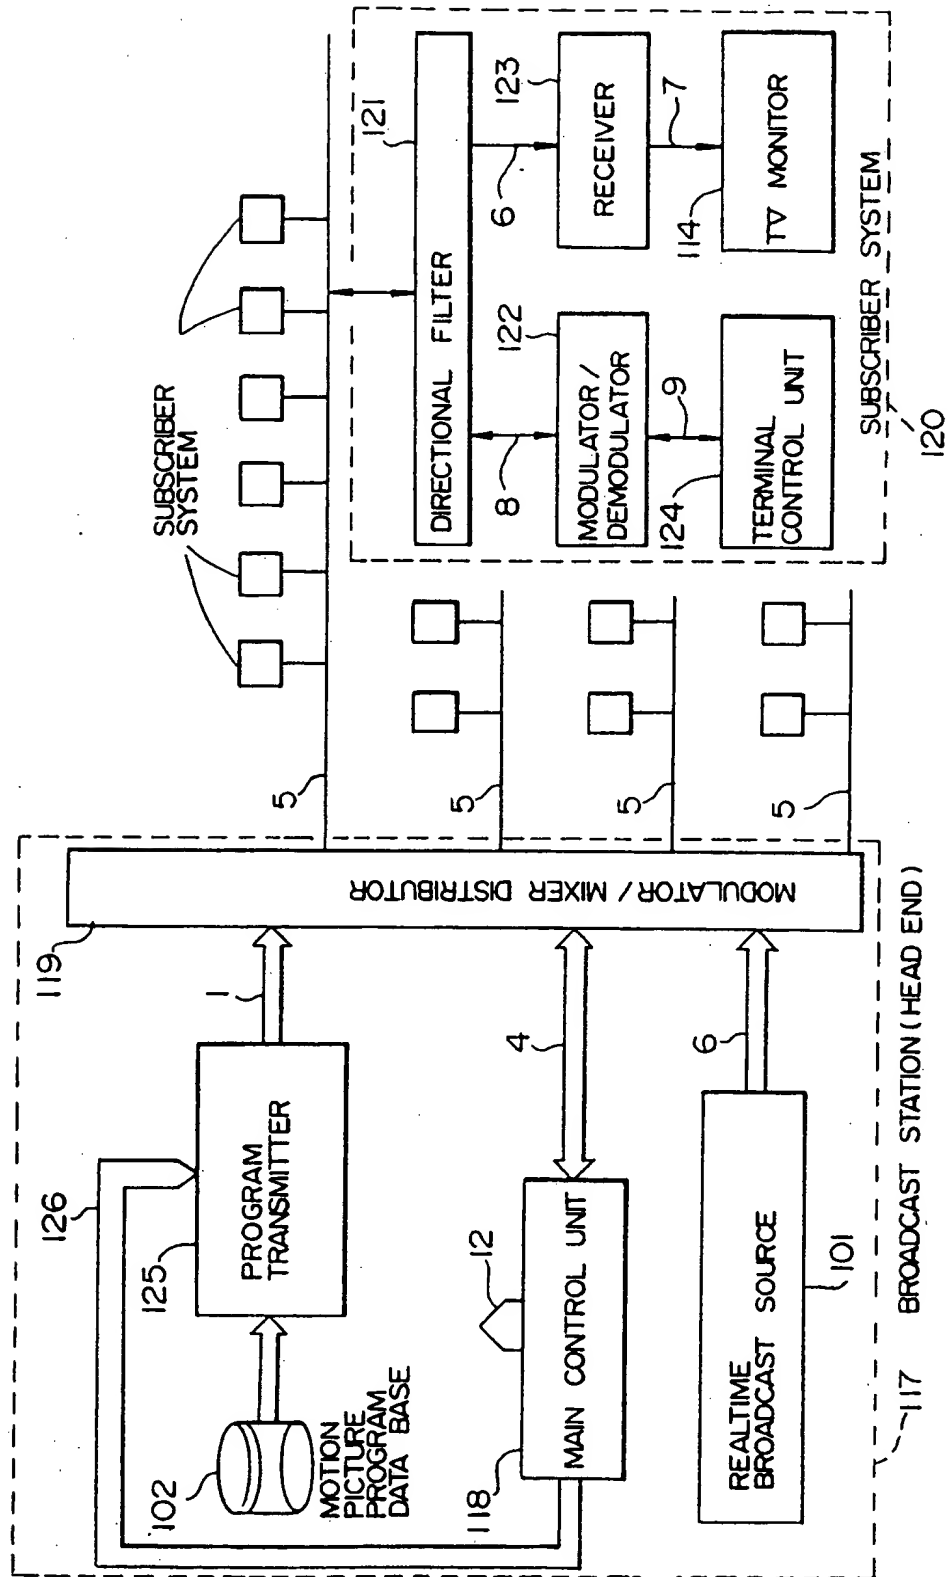 126
125
PROGRAM
TRANSMITTER
1
119
102
MOTION
PICTURE
PROGRAM
DATA BASE
12
118
MAIN CONTROL UNIT
4
REALTIME
BROADCAST SOURCE
101
6
MODULATOR / MIXER DISTRIBUTOR
117
BROADCAST STATION (HEAD END)
5
5
5
5
SUBSCRIBER
SYSTEM
121
DIRECTIONAL FILTER
8
6
122
MODULATOR /
DEMODULATOR
123
RECEIVER
9
7
124
TERMINAL
CONTROL UNIT
114
TV MONITOR
SUBSCRIBER SYSTEM
120